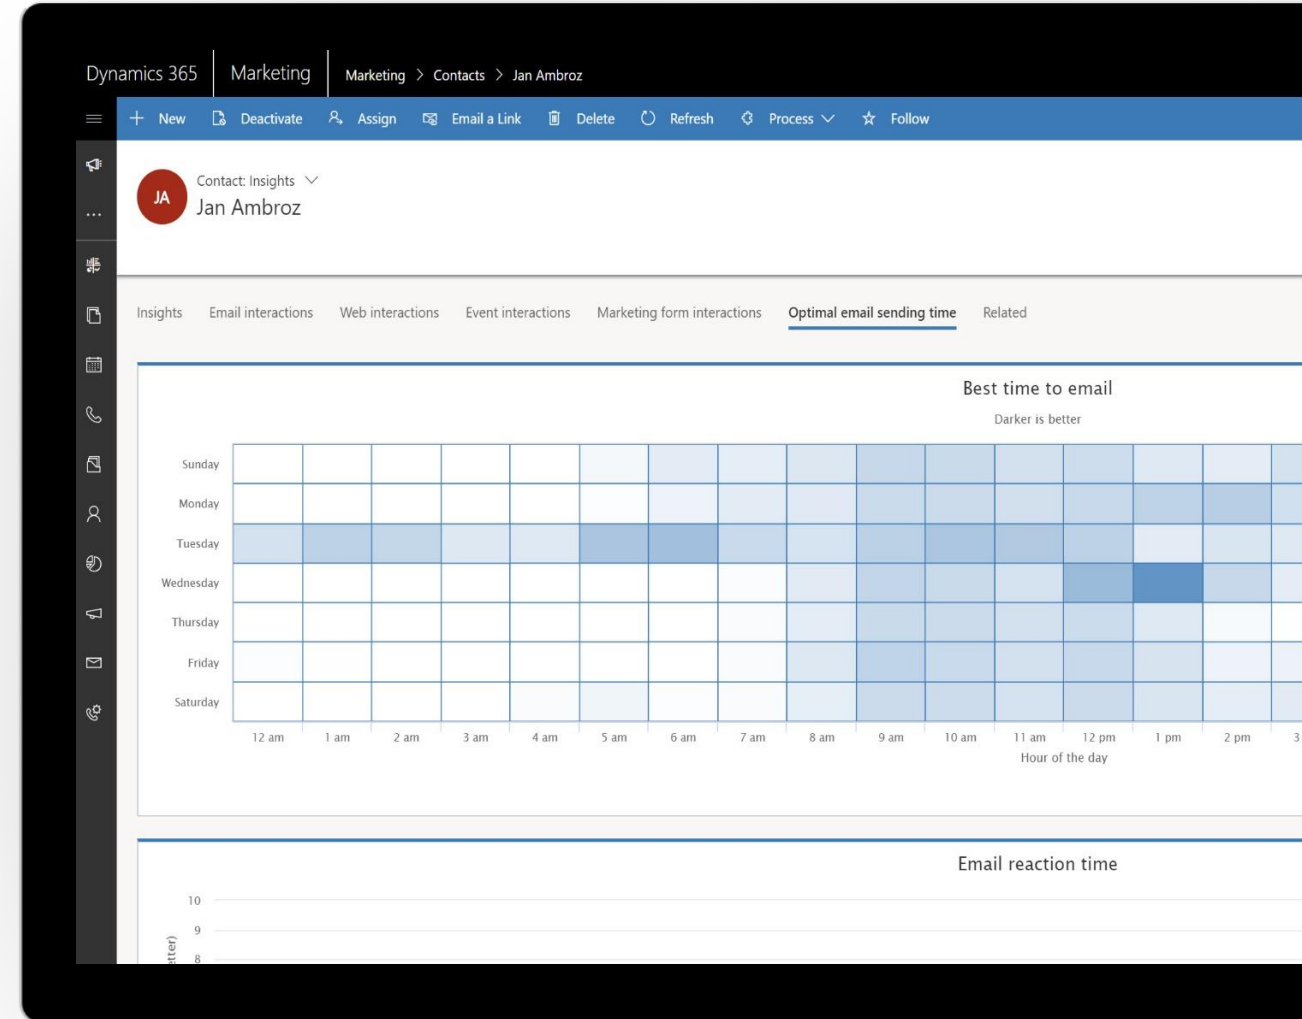 Dynamics 365 Marketing Marketing > Contacts > Jan Ambroz
New Deactivate Assign Email a Link Delete Refresh Process Follow
JA
Contact: Insights
Jan Ambroz
Insights Email interactions Web interactions Event interactions Marketing form interactions Optimal email sending time Related
Best time to email
Darker is better
Sunday
Monday
Tuesday
Wednesday
Thursday
Friday
Saturday
12 am 1 am 2 am 3 am 4 am 5 am 6 am 7 am 8 am 9 am 10 am 11 am 12 pm 1 pm 2 pm 3
Hour of the day
Email reaction time
10
9
8